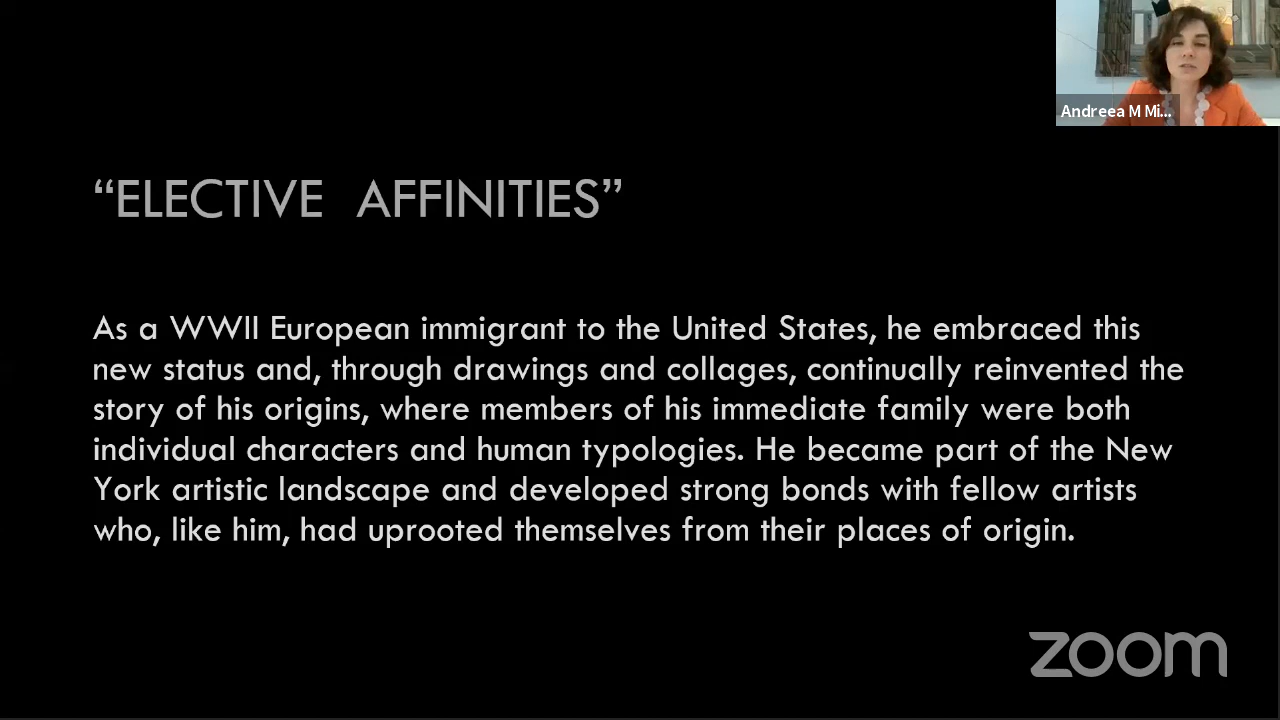 Andreea M Mi...
“ELECTIVE AFFINITIES”
As a WWII European immigrant to the United States, he embraced this
new status and, through drawings and collages, continually reinvented the
story of his origins, where members of his immediate family were both
individual characters and human typologies. He became part of the New
York artistic landscape and developed strong bonds with fellow artists
who, like him, had uprooted themselves from their places of origin.
zoom